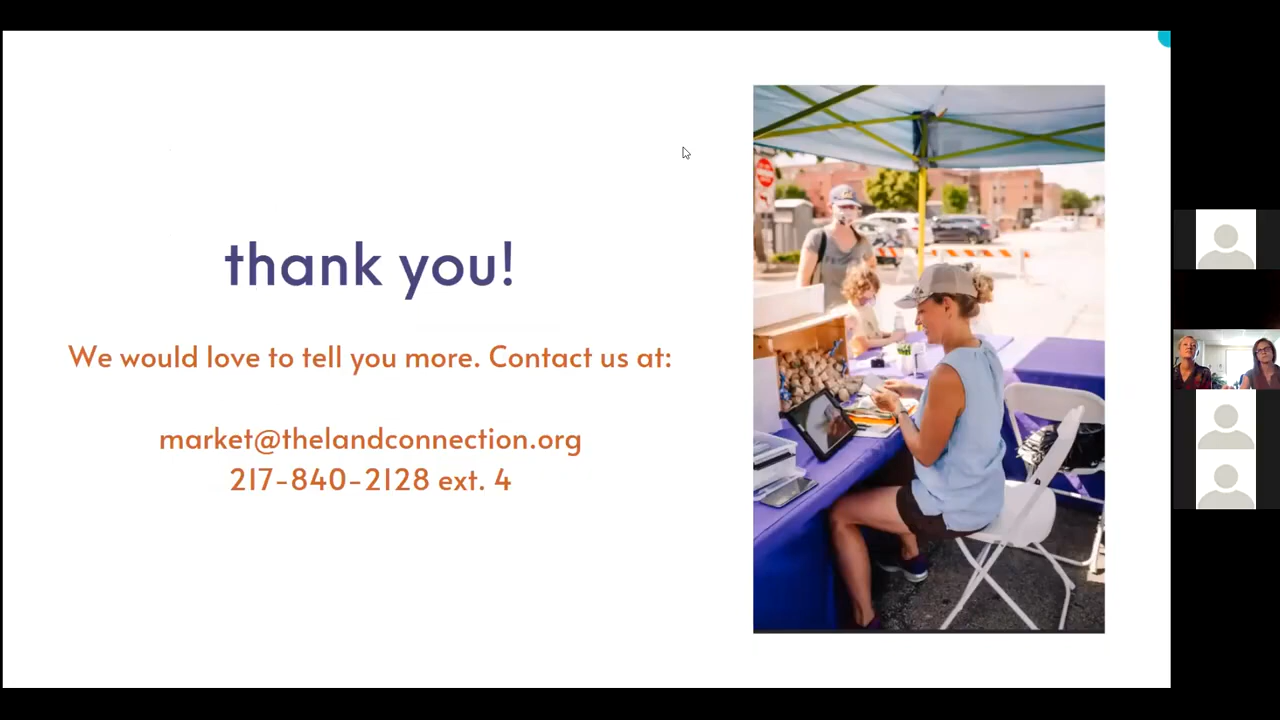 thank you!
We would love to tell you more. Contact us at:
market@thelandconnection.org
217-840-2128 ext. 4